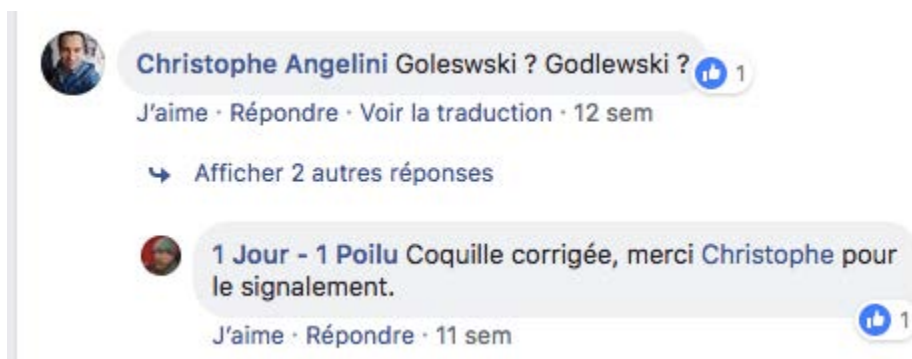 Christophe Angelini Goleswski ? Godlewski ? 1
J'aime · Répondre · Voir la traduction · 12 sem
Afficher 2 autres réponses
1 Jour - 1 Poilu Coquille corrigée, merci Christophe pour
le signalement.
1
J'aime · Répondre · 11 sem